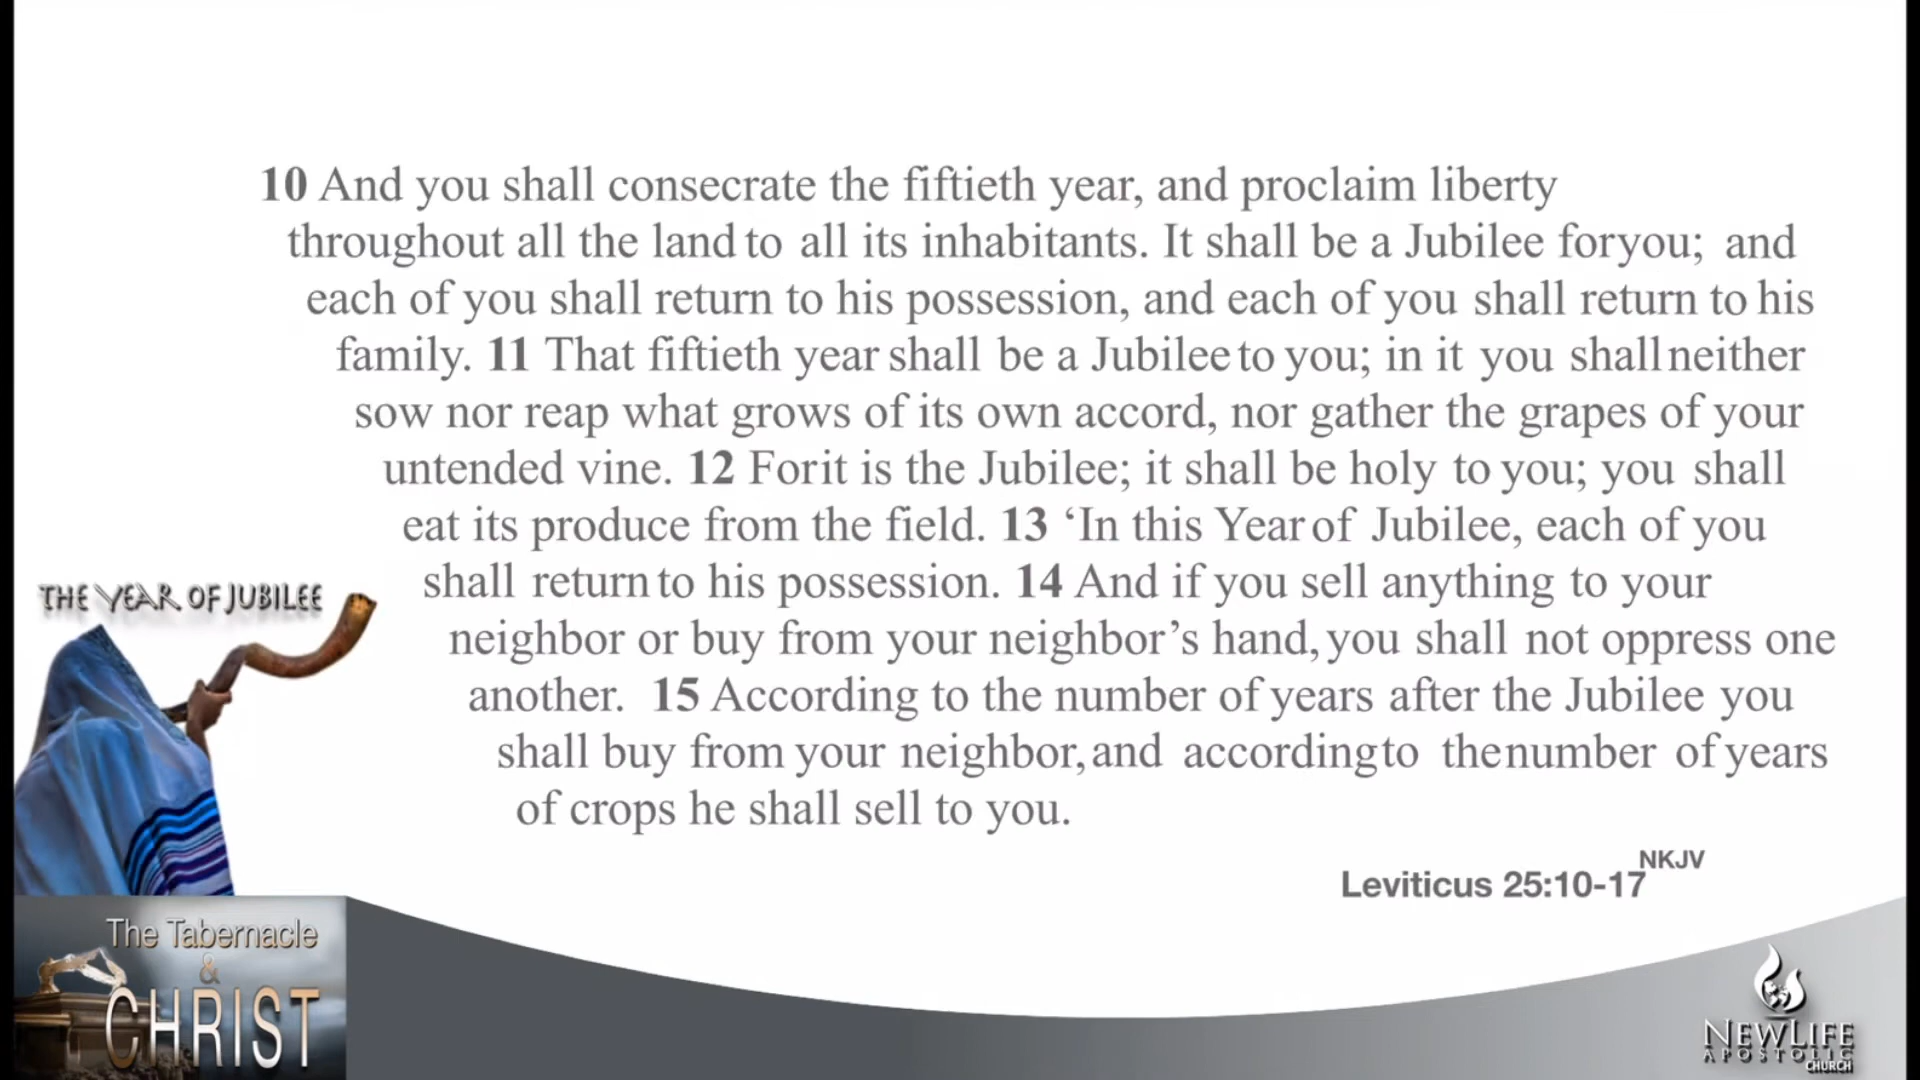 10 And you shall consecrate the fiftieth year, and proclaim liberty
throughout all the land to all its inhabitants. It shall be a Jubilee foryou; and
each of you shall return to his possession, and each of you shall return to his
family. 11 That fiftieth year shall be a Jubilee to you; in it you shall neither
sow nor reap what grows of its own accord, nor gather the grapes of your
untended vine. 12 Forit is the Jubilee; it shall be holy to you; you shall
eat its produce from the field. 13 ‘In this Year of Jubilee, each of you
shall return to his possession. 14 And if you sell anything to your
neighbor or buy from your neighbor’s hand, you shall not oppress one
another. 15 According to the number of years after the Jubilee you
shall buy from your neighbor, and according to thenumber of years
of crops he shall sell to you.
Leviticus 25:10-17 NKJV
THE YEAR OF JUBILEE
The Tabernacle
&
CHRIST
NEWLIFE
APOSTOLIC
CHURCH